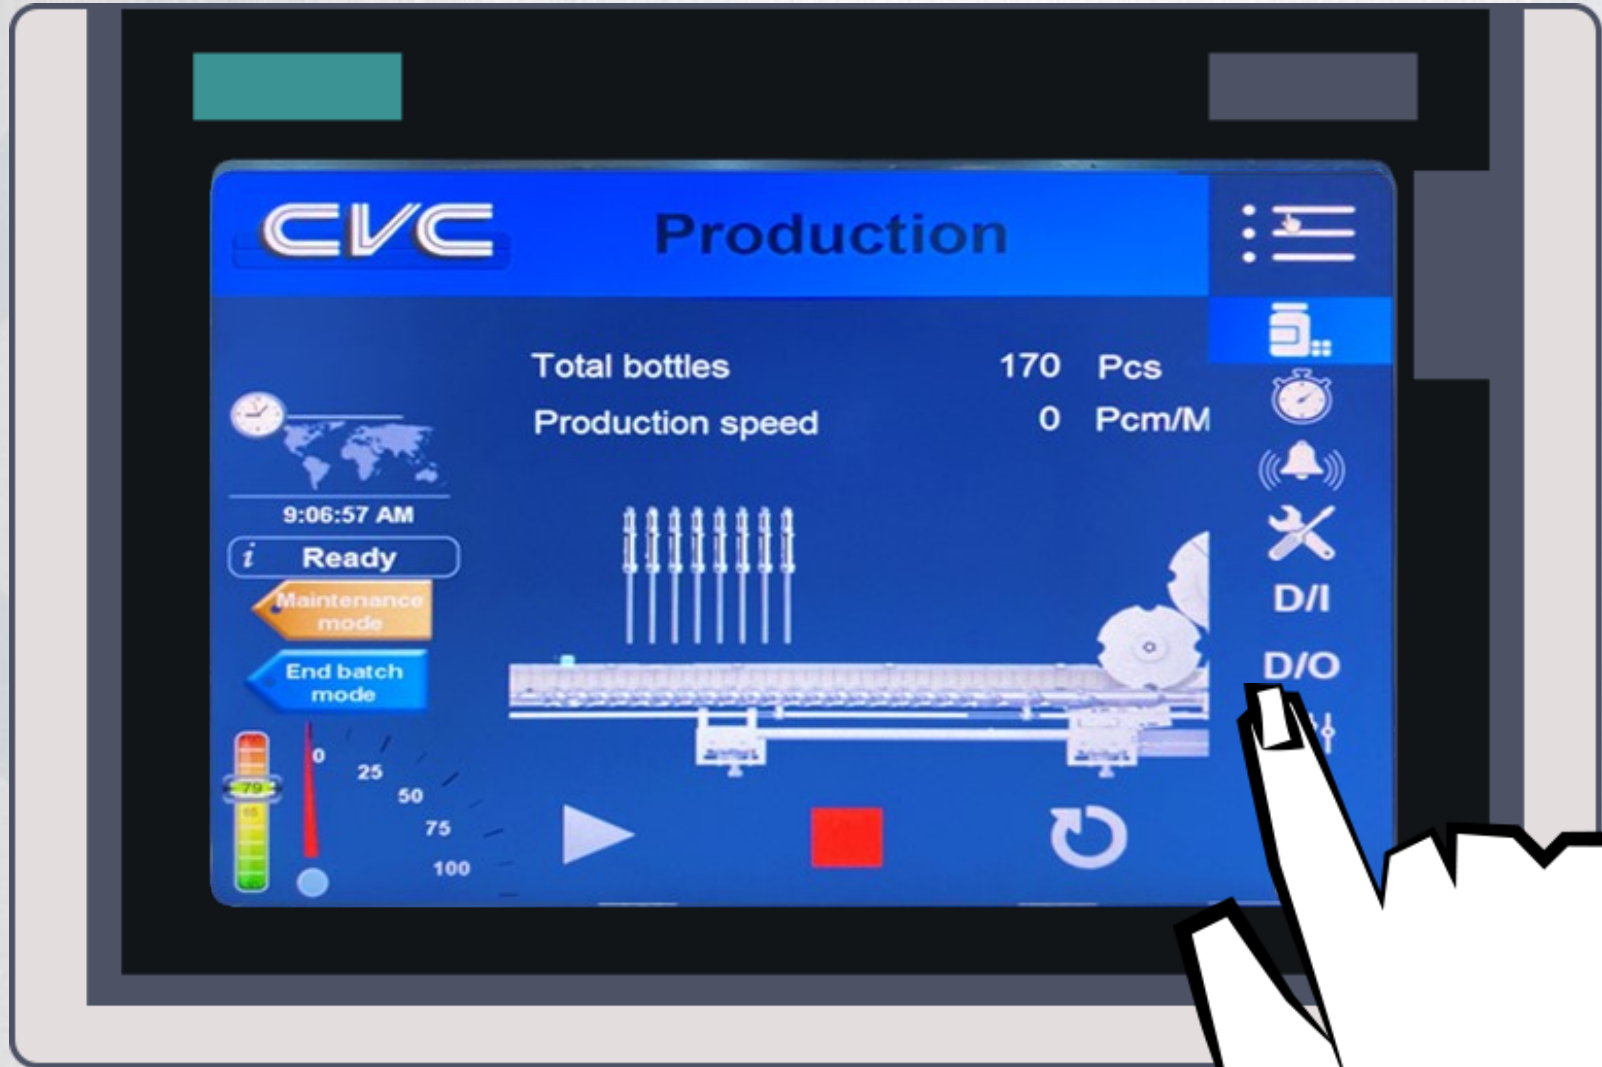 CVC
Production
Total bottles 170 Pcs
Production speed 0 Pcm/M
9:06:57 AM
i Ready
Maintenance
mode
End batch
mode
D/I
D/O
79
0
25
50
75
100